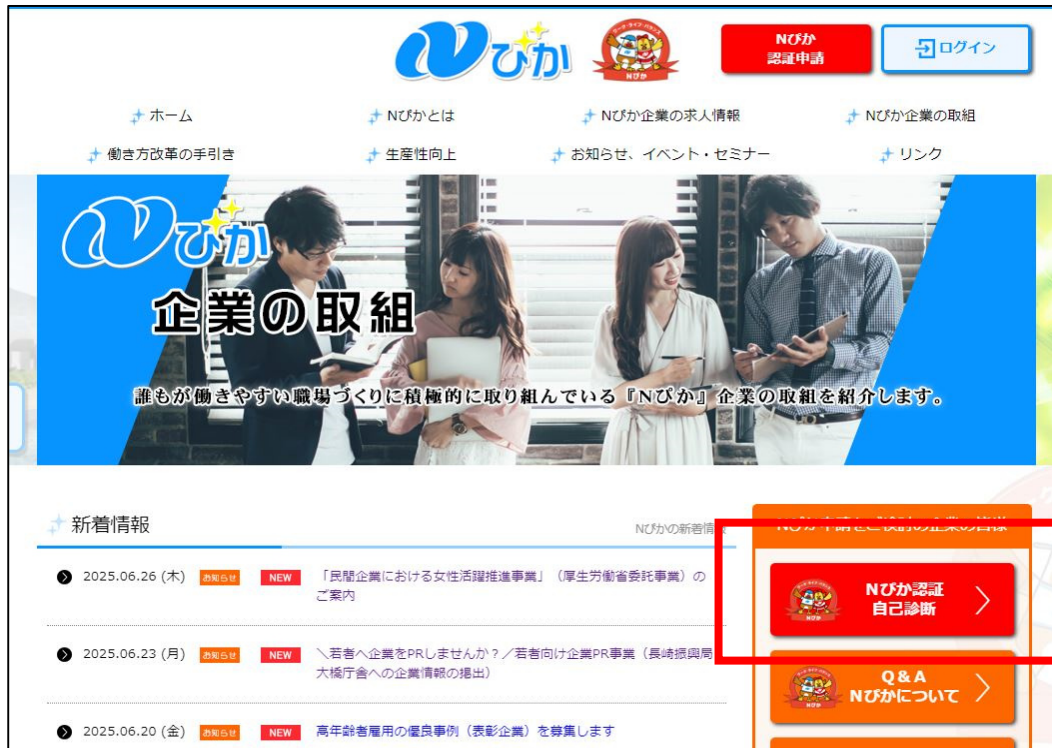 Nぴか
Nぴか
Nぴか
認証申請
ログイン
ホーム
Nぴかとは
Nぴか企業の求人情報
Nぴか企業の取組
働き方改革の手引き
生産性向上
お知らせ、イベント・セミナー
リンク
Nぴか
企業の取組
誰もが働きやすい職場づくりに積極的に取り組んでいる『Nぴか』企業の取組を紹介します。
新着情報
Nぴかの新着情
2025.06.26 (木) お知らせ NEW 「民間企業における女性活躍推進事業」（厚生労働省委託事業）の
ご案内
2025.06.23 (月) お知らせ NEW ＼若者へ企業をPRしませんか？／若者向け企業PR事業（長崎振興局
大橋庁舎への企業情報の掲出）
2025.06.20 (金) お知らせ NEW 高年齢者雇用の優良事例（表彰企業）を募集します
Nぴか認証
自己診断
Nぴか
Q&A
Nぴかについて
Nぴか